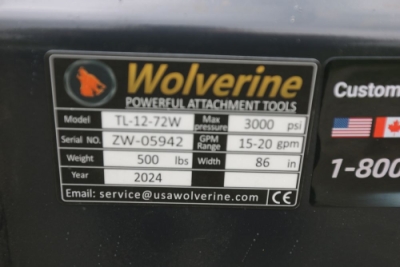 Wolverine
POWERFUL ATTACHMENT TOOLS
Model TL-12-72W Max pressure 3000 psi
Serial NO. ZW-05942 GPM Range 15-20 gpm
Weight 500 lbs Width 86 in
Year 2024
Email: service@usawolverine.com CE
Custom
1-800